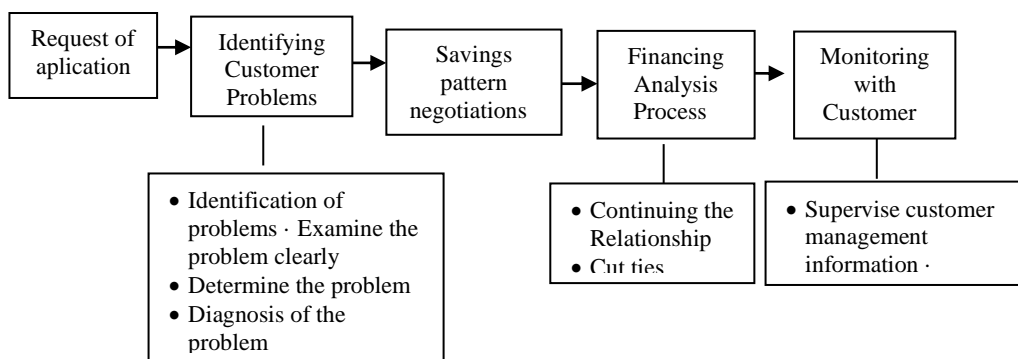 Request of
aplication
Identifying
Customer
Problems
Savings
pattern
negotiations
Financing
Analysis
Process
Monitoring
with
Customer
• Identification of
problems · Examine the
problem clearly
• Determine the problem
• Diagnosis of the
problem
• Continuing the
Relationship
• Cut ties
• Supervise customer
management
information ·